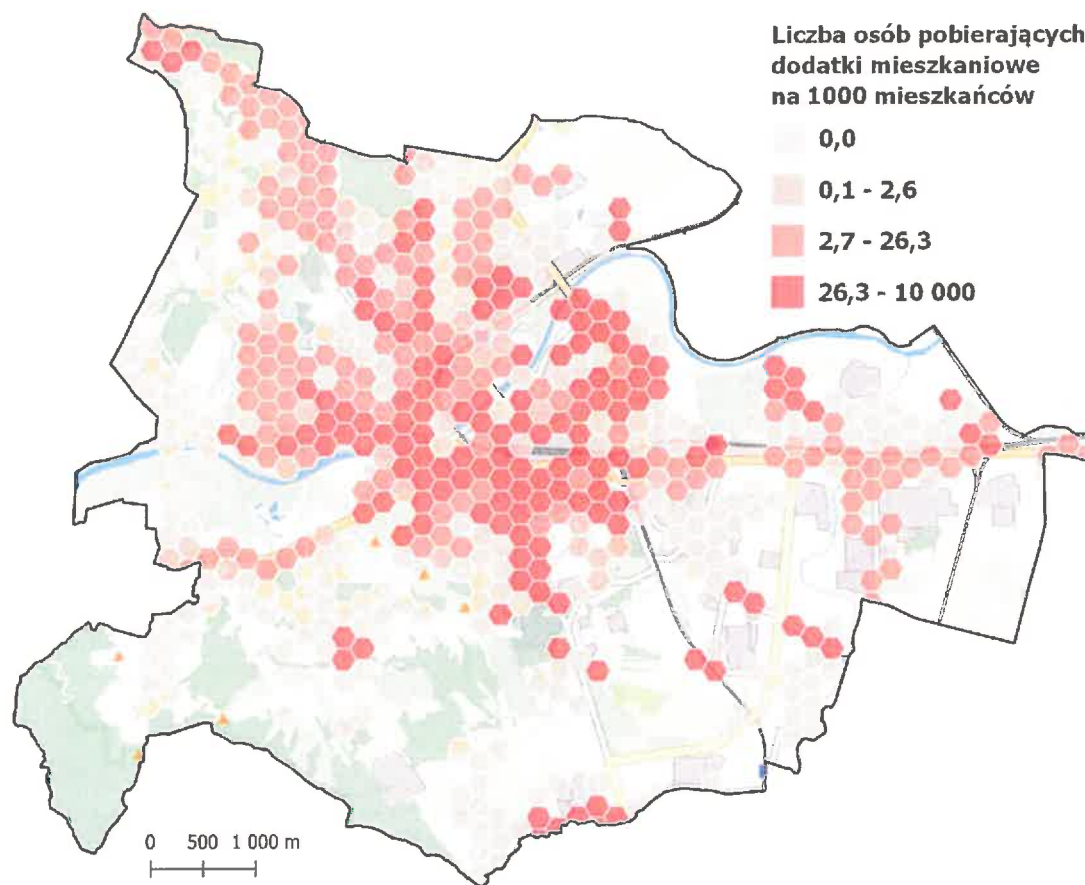 Liczba osób pobierających
dodatki mieszkaniowe
na 1000 mieszkańców
0,0
0,1 - 2,6
2,7 - 26,3
26,3 - 10 000
0 500 1 000 m